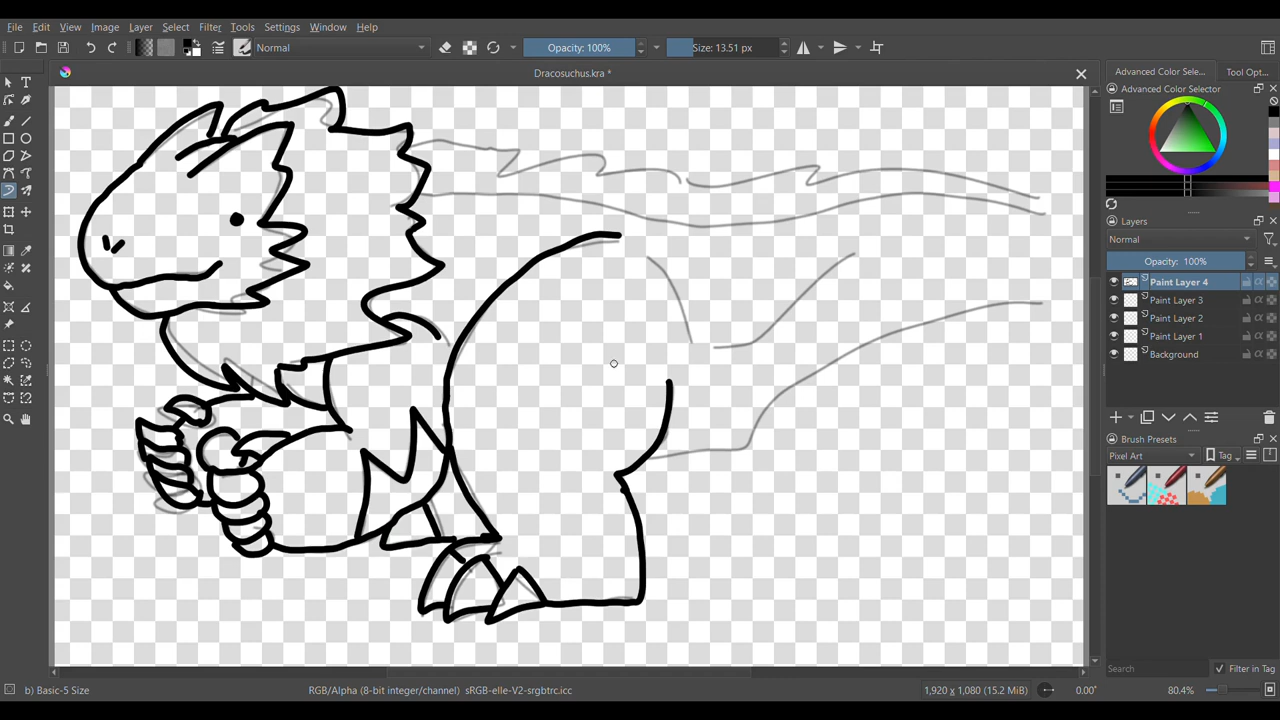 File Edit View Image Layer Select Filter Tools Settings Window Help
Normal Opacity: 100% Size: 13.51 px
Dracosuchus.kra *
Advanced Color Sele... Tool Opt...
Advanced Color Selector
Layers
Normal
Opacity: 100%
Paint Layer 4
Paint Layer 3
Paint Layer 2
Paint Layer 1
Background
Brush Presets
Pixel Art Tag
Search Filter in Tag
b) Basic-5 Size RGB/Alpha (8-bit integer/channel) sRGB-elle-V2-srgbtrc.icc 1,920 x 1,080 (15.2 MiB) 0.00° 80.4%